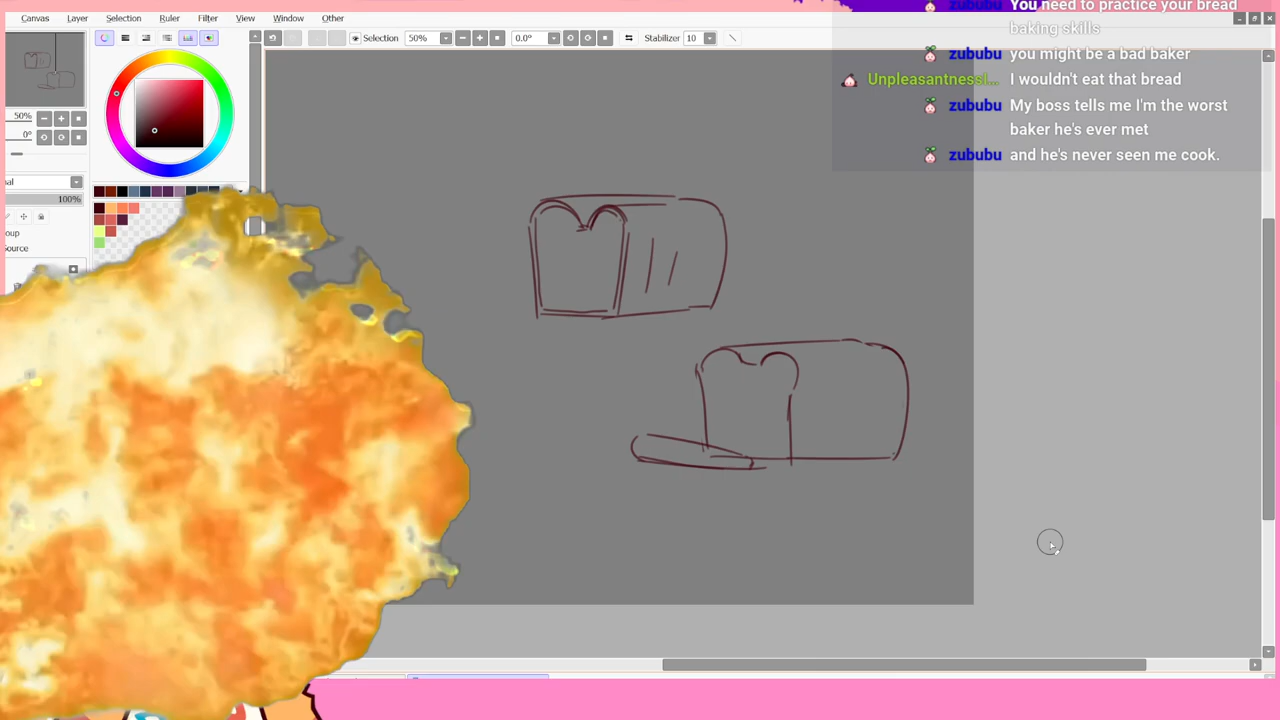 You need to practice your bread
baking skills
Canvas Layer Chacter Selection Ruler Filter View Window Other
Selection 50% 0.0° Stabilizer 10
zububu you might be a bad baker
Unpleasantnessl... I wouldn't eat that bread
zububu My boss tells me I'm the worst
baker he's ever met
50%
0°
zububu and he's never seen me cook.
100%